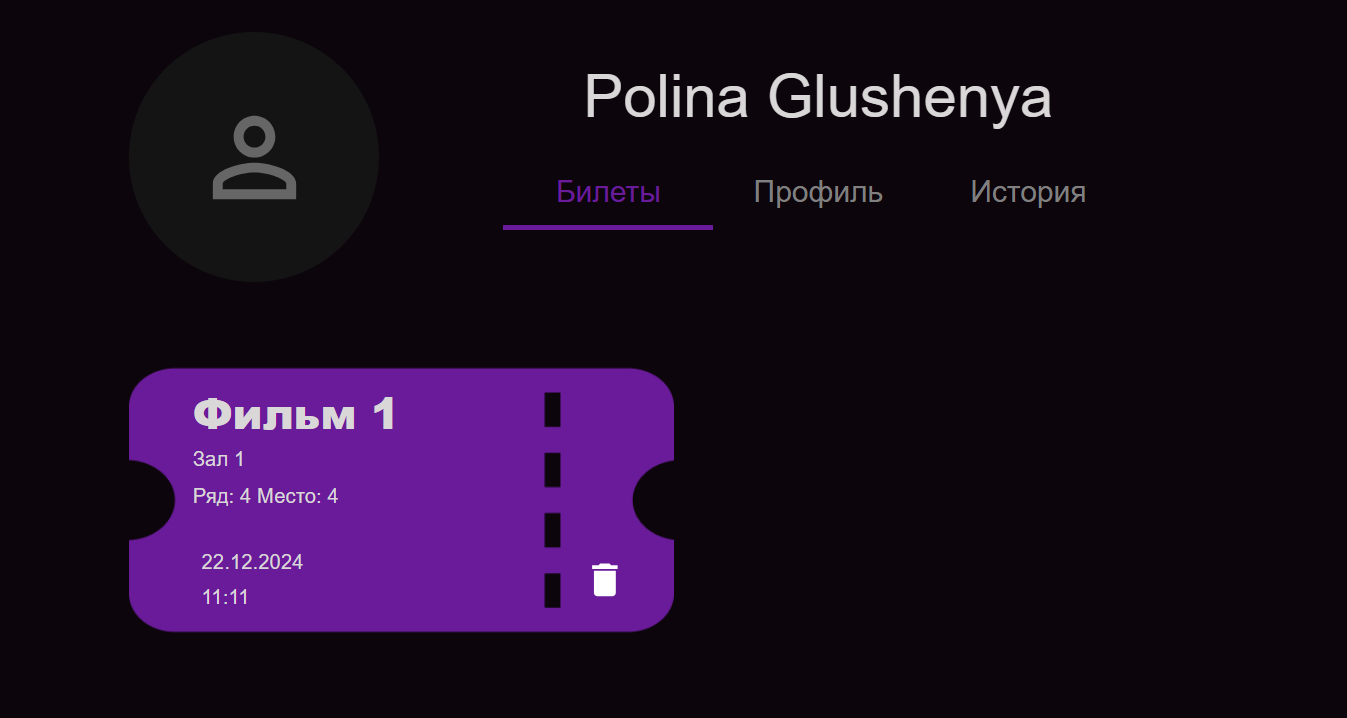 Polina Glushenya
Билеты Профиль История
Фильм 1
Зал 1
Ряд: 4 Место: 4
22.12.2024
11:11